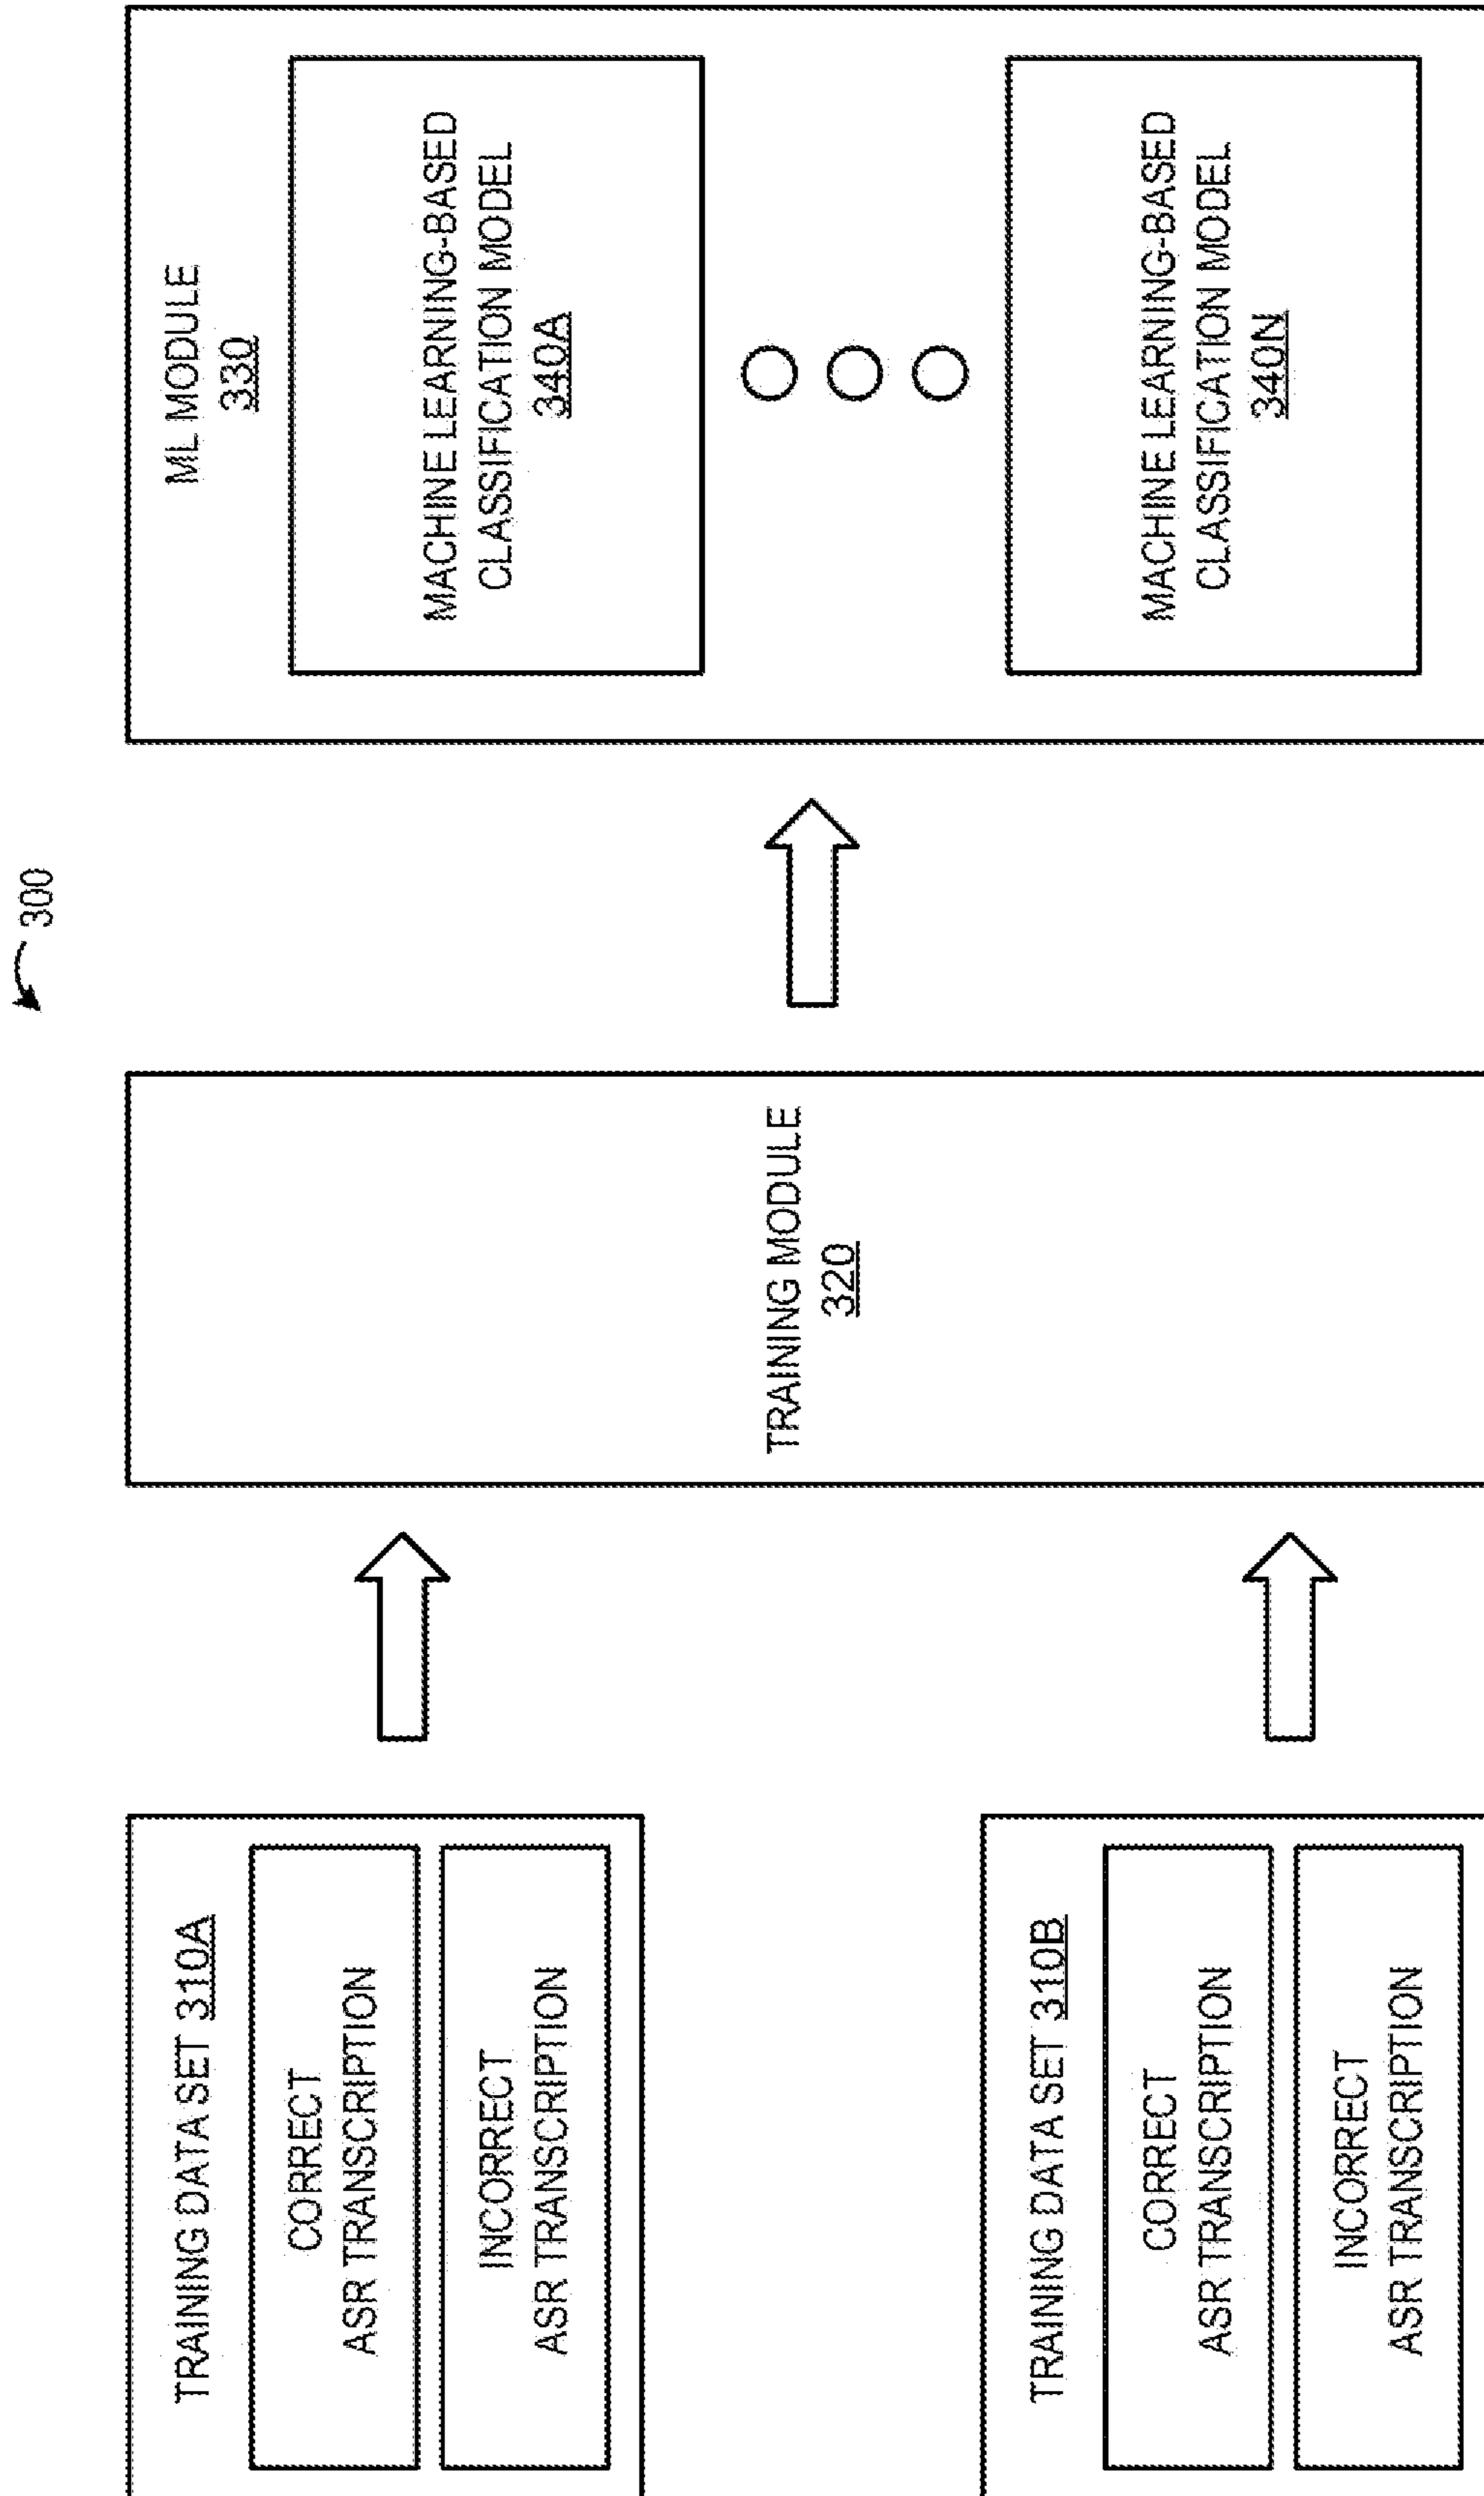 300
TRAINING DATA SET 310A
CORRECT
ASR TRANSCRIPTION
INCORRECT
ASR TRANSCRIPTION
TRAINING DATA SET 310B
CORRECT
ASR TRANSCRIPTION
INCORRECT
ASR TRANSCRIPTION
TRAINING MODULE
320
ML MODULE
330
MACHINE LEARNING-BASED
CLASSIFICATION MODEL
340A
MACHINE LEARNING-BASED
CLASSIFICATION MODEL
340N